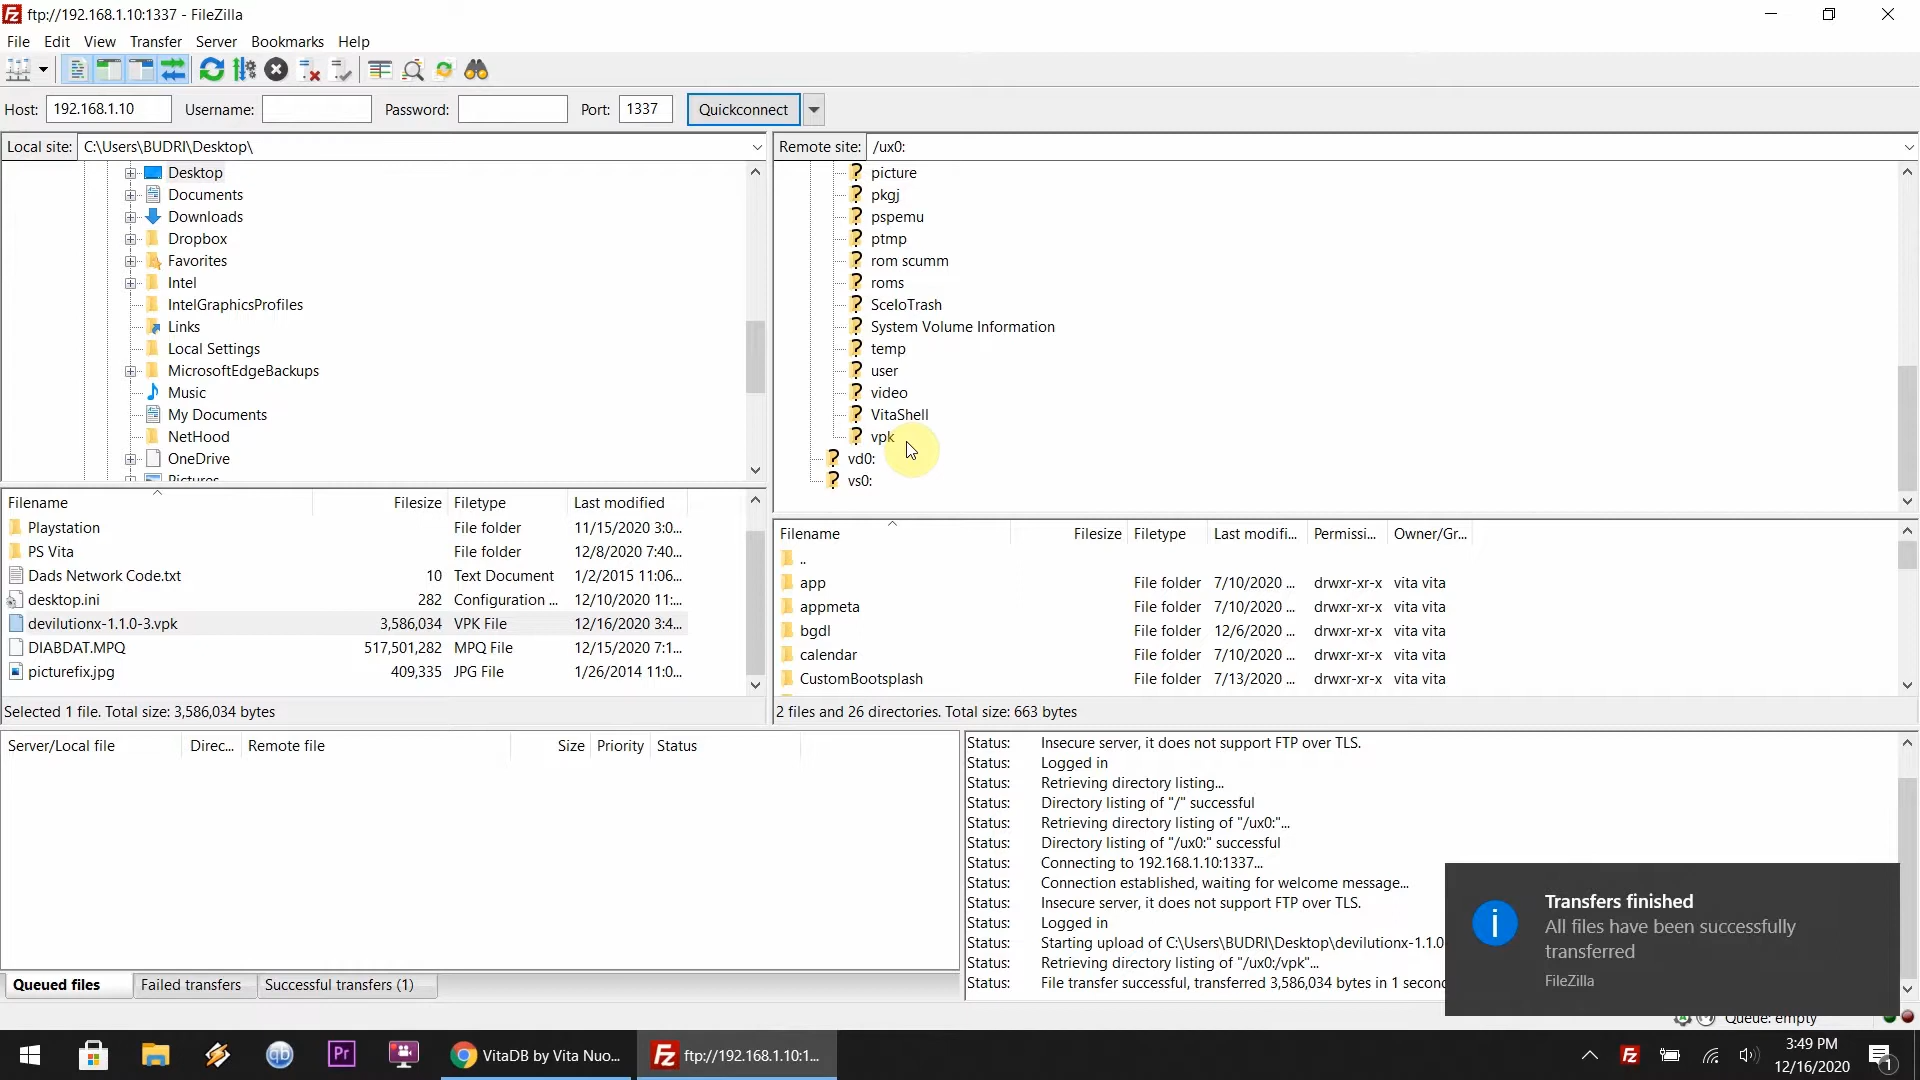 ftp://192.168.1.10:1337 - FileZilla
File Edit View Transfer Server Bookmarks Help
Host: 192.168.1.10 Username: Password: Port: 1337 Quickconnect
Local site: C:\Users\BUDRI\Desktop\
Desktop
Documents
Downloads
Dropbox
Favorites
Intel
IntelGraphicsProfiles
Links
Local Settings
MicrosoftEdgeBackups
Music
My Documents
NetHood
OneDrive
Pictures
Filename Filesize Filetype Last modified
Playstation File folder 11/15/2020 3:0...
PS Vita File folder 12/8/2020 7:40...
Dads Network Code.txt 10 Text Document 1/2/2015 11:06...
desktop.ini 282 Configuration ... 12/10/2020 11:...
devilutionx-1.1.0-3.vpk 3,586,034 VPK File 12/16/2020 3:4...
DIABDAT.MPQ 517,501,282 MPQ File 12/15/2020 7:1...
picturefix.jpg 409,335 JPG File 1/26/2014 11:0...
Selected 1 file. Total size: 3,586,034 bytes
Remote site: /ux0:
picture
pkgj
pspemu
ptmp
rom scumm
roms
SceIoTrash
System Volume Information
temp
user
video
VitaShell
vpk
vd0:
vs0:
Filename Filesize Filetype Last modifi... Permissi... Owner/Gr...
..
app File folder 7/10/2020 ... drwxr-xr-x vita vita
appmeta File folder 7/10/2020 ... drwxr-xr-x vita vita
bgdl File folder 12/6/2020 ... drwxr-xr-x vita vita
calendar File folder 7/10/2020 ... drwxr-xr-x vita vita
CustomBootsplash File folder 7/13/2020 ... drwxr-xr-x vita vita
2 files and 26 directories. Total size: 663 bytes
Server/Local file Direc... Remote file Size Priority Status
Queued files Failed transfers Successful transfers (1)
Status: Insecure server, it does not support FTP over TLS.
Status: Logged in
Status: Retrieving directory listing...
Status: Directory listing of "/" successful
Status: Retrieving directory listing of "/ux0:"...
Status: Directory listing of "/ux0:" successful
Status: Connecting to 192.168.1.10:1337...
Status: Connection established, waiting for welcome message...
Status: Insecure server, it does not support FTP over TLS.
Status: Logged in
Status: Starting upload of C:\Users\BUDRI\Desktop\devilutionx-1.1.0
Status: Retrieving directory listing of "/ux0:/vpk"...
Status: File transfer successful, transferred 3,586,034 bytes in 1 second
Transfers finished
All files have been successfully
transferred
FileZilla
Queue: empty
qb
Pr
VitaDB by Vita Nuo...
Fz
ftp://192.168.1.10:1...
3:49 PM
12/16/2020
1